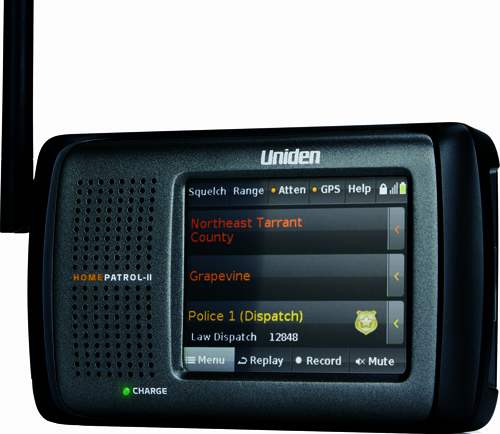 Uniden
Squelch Range Atten GPS Help
Northeast Tarrant
County
Grapevine
HOMEPATROL-II
Police 1 (Dispatch)
Law Dispatch 12848
Menu Replay Record Mute
CHARGE